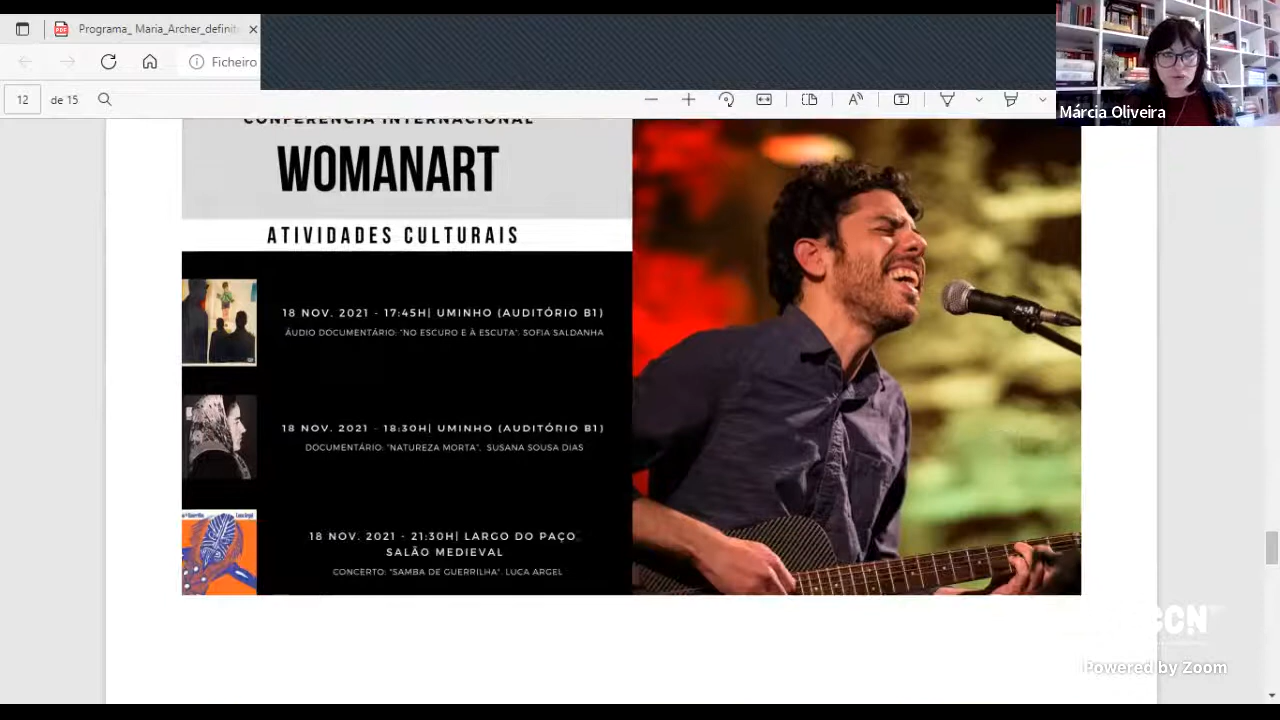 Programa_ Maria_Archer_definit
Ficheiro
12 de 15
Márcia Oliveira
CONFERÊNCIA INTERNACIONAL
WOMANART
ATIVIDADES CULTURAIS
18 NOV. 2021 - 17:45H| UMINHO (AUDITÓRIO B1)
ÁUDIO DOCUMENTÁRIO: "NO ESCURO E À ESCUTA". SOFIA SALDANHA
18 NOV. 2021 - 18:30H| UMINHO (AUDITÓRIO B1)
DOCUMENTÁRIO: "NATUREZA MORTA", SUSANA SOUSA DIAS
18 NOV. 2021 - 21:30H| LARGO DO PAÇO
SALÃO MEDIEVAL
CONCERTO: "SAMBA DE GUERRILHA". LUCA ARGEL
Powered by Zoom